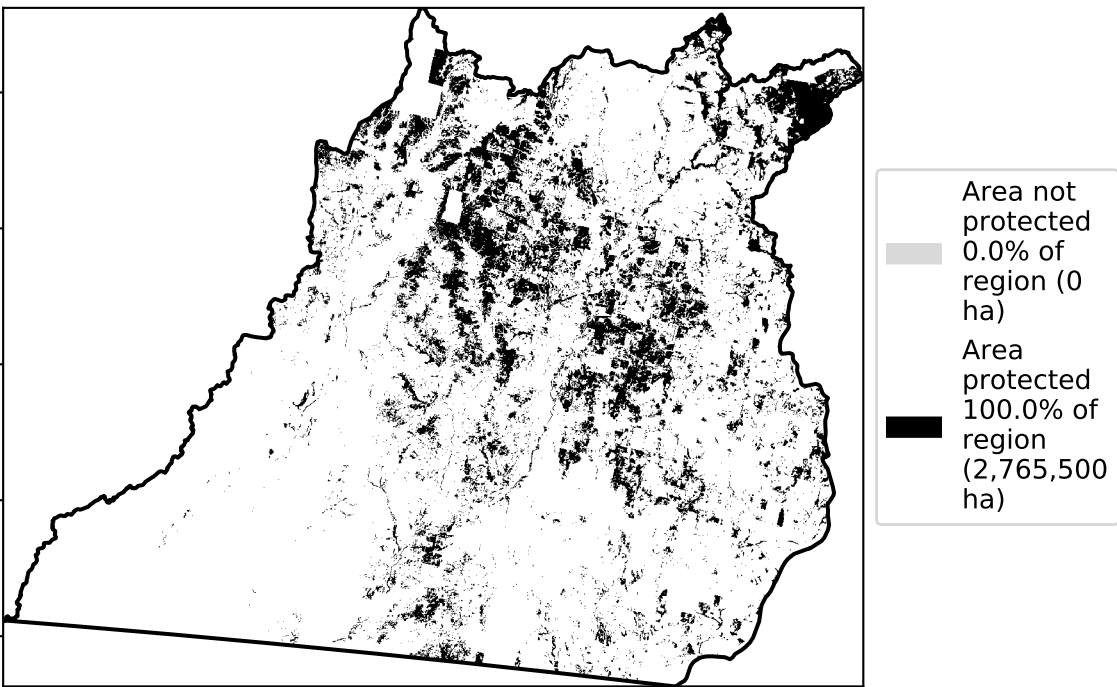 Area not
protected
0.0% of
region (0
ha)
Area
protected
100.0% of
region
(2,765,500
ha)